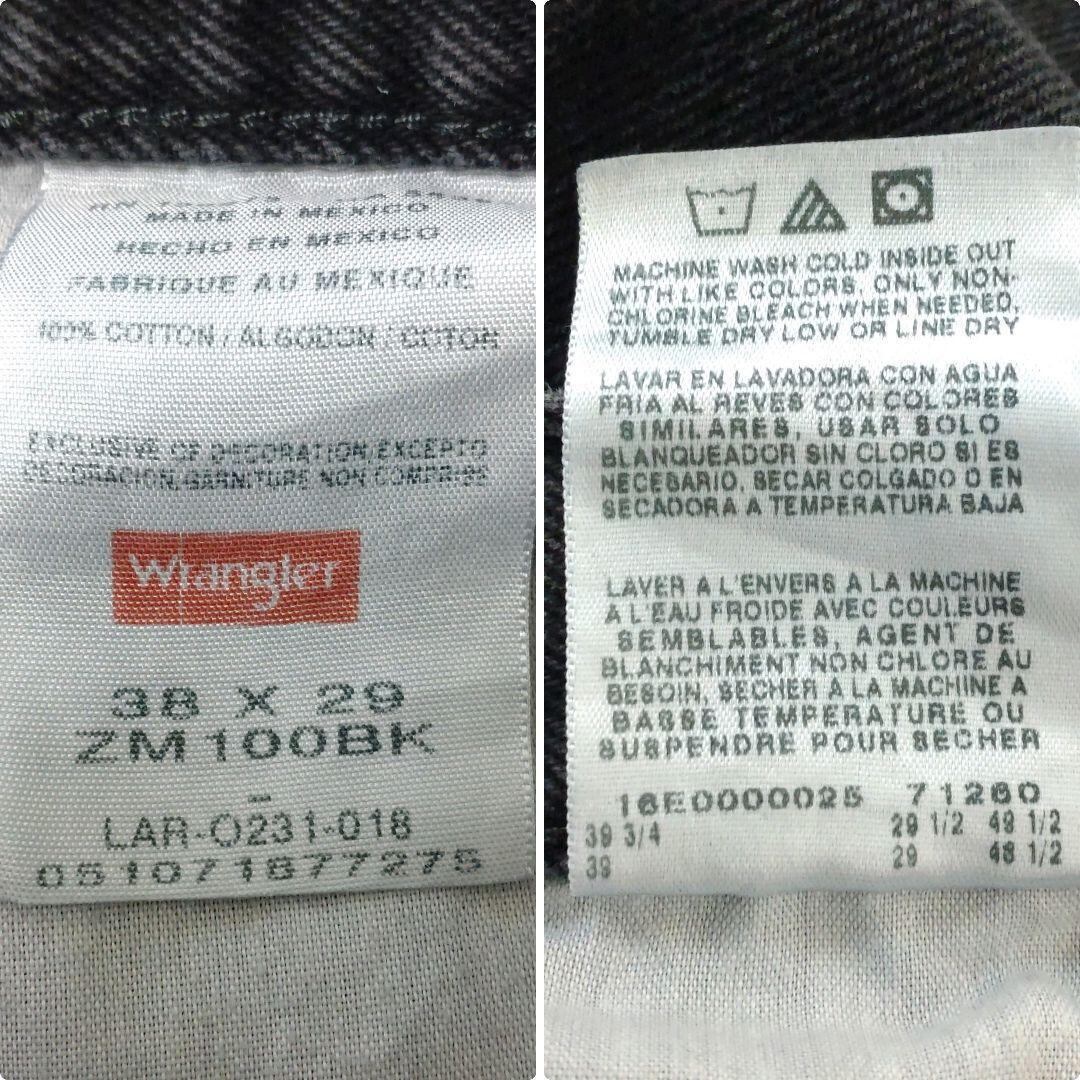 MADE IN MEXICO
HECHO EN MEXICO
FABRIQUE AU MEXIQUE
100% COTTON / ALGODON / COTON
EXCLUSIVE OF DECORATION/EXCEPTO
DECORACION/GARNITURE NON COMPRISE
Wrangler
38 X 29
ZM100BK
LAR-O231-018
051071677275
MACHINE WASH COLD INSIDE OUT
WITH LIKE COLORS, ONLY NON-
CHLORINE BLEACH WHEN NEEDED,
TUMBLE DRY LOW OR LINE DRY
LAVAR EN LAVADORA CON AGUA
FRIA AL REVES CON COLORES
SIMILARES, USAR SOLO
BLANQUEADOR SIN CLORO SI ES
NECESARIO, SECAR COLGADO O EN
SECADORA A TEMPERATURA BAJA
LAVER A L'ENVERS A LA MACHINE
A L'EAU FROIDE AVEC COULEURS
SEMBLABLES, AGENT DE
BLANCHIMENT NON CHLORE AU
BESOIN, SECHER A LA MACHINE A
BASSE TEMPERATURE OU
SUSPENDRE POUR SECHER
16E0000025 71260
39 3/4 29 1/2 49 1/2
39 29 48 1/2